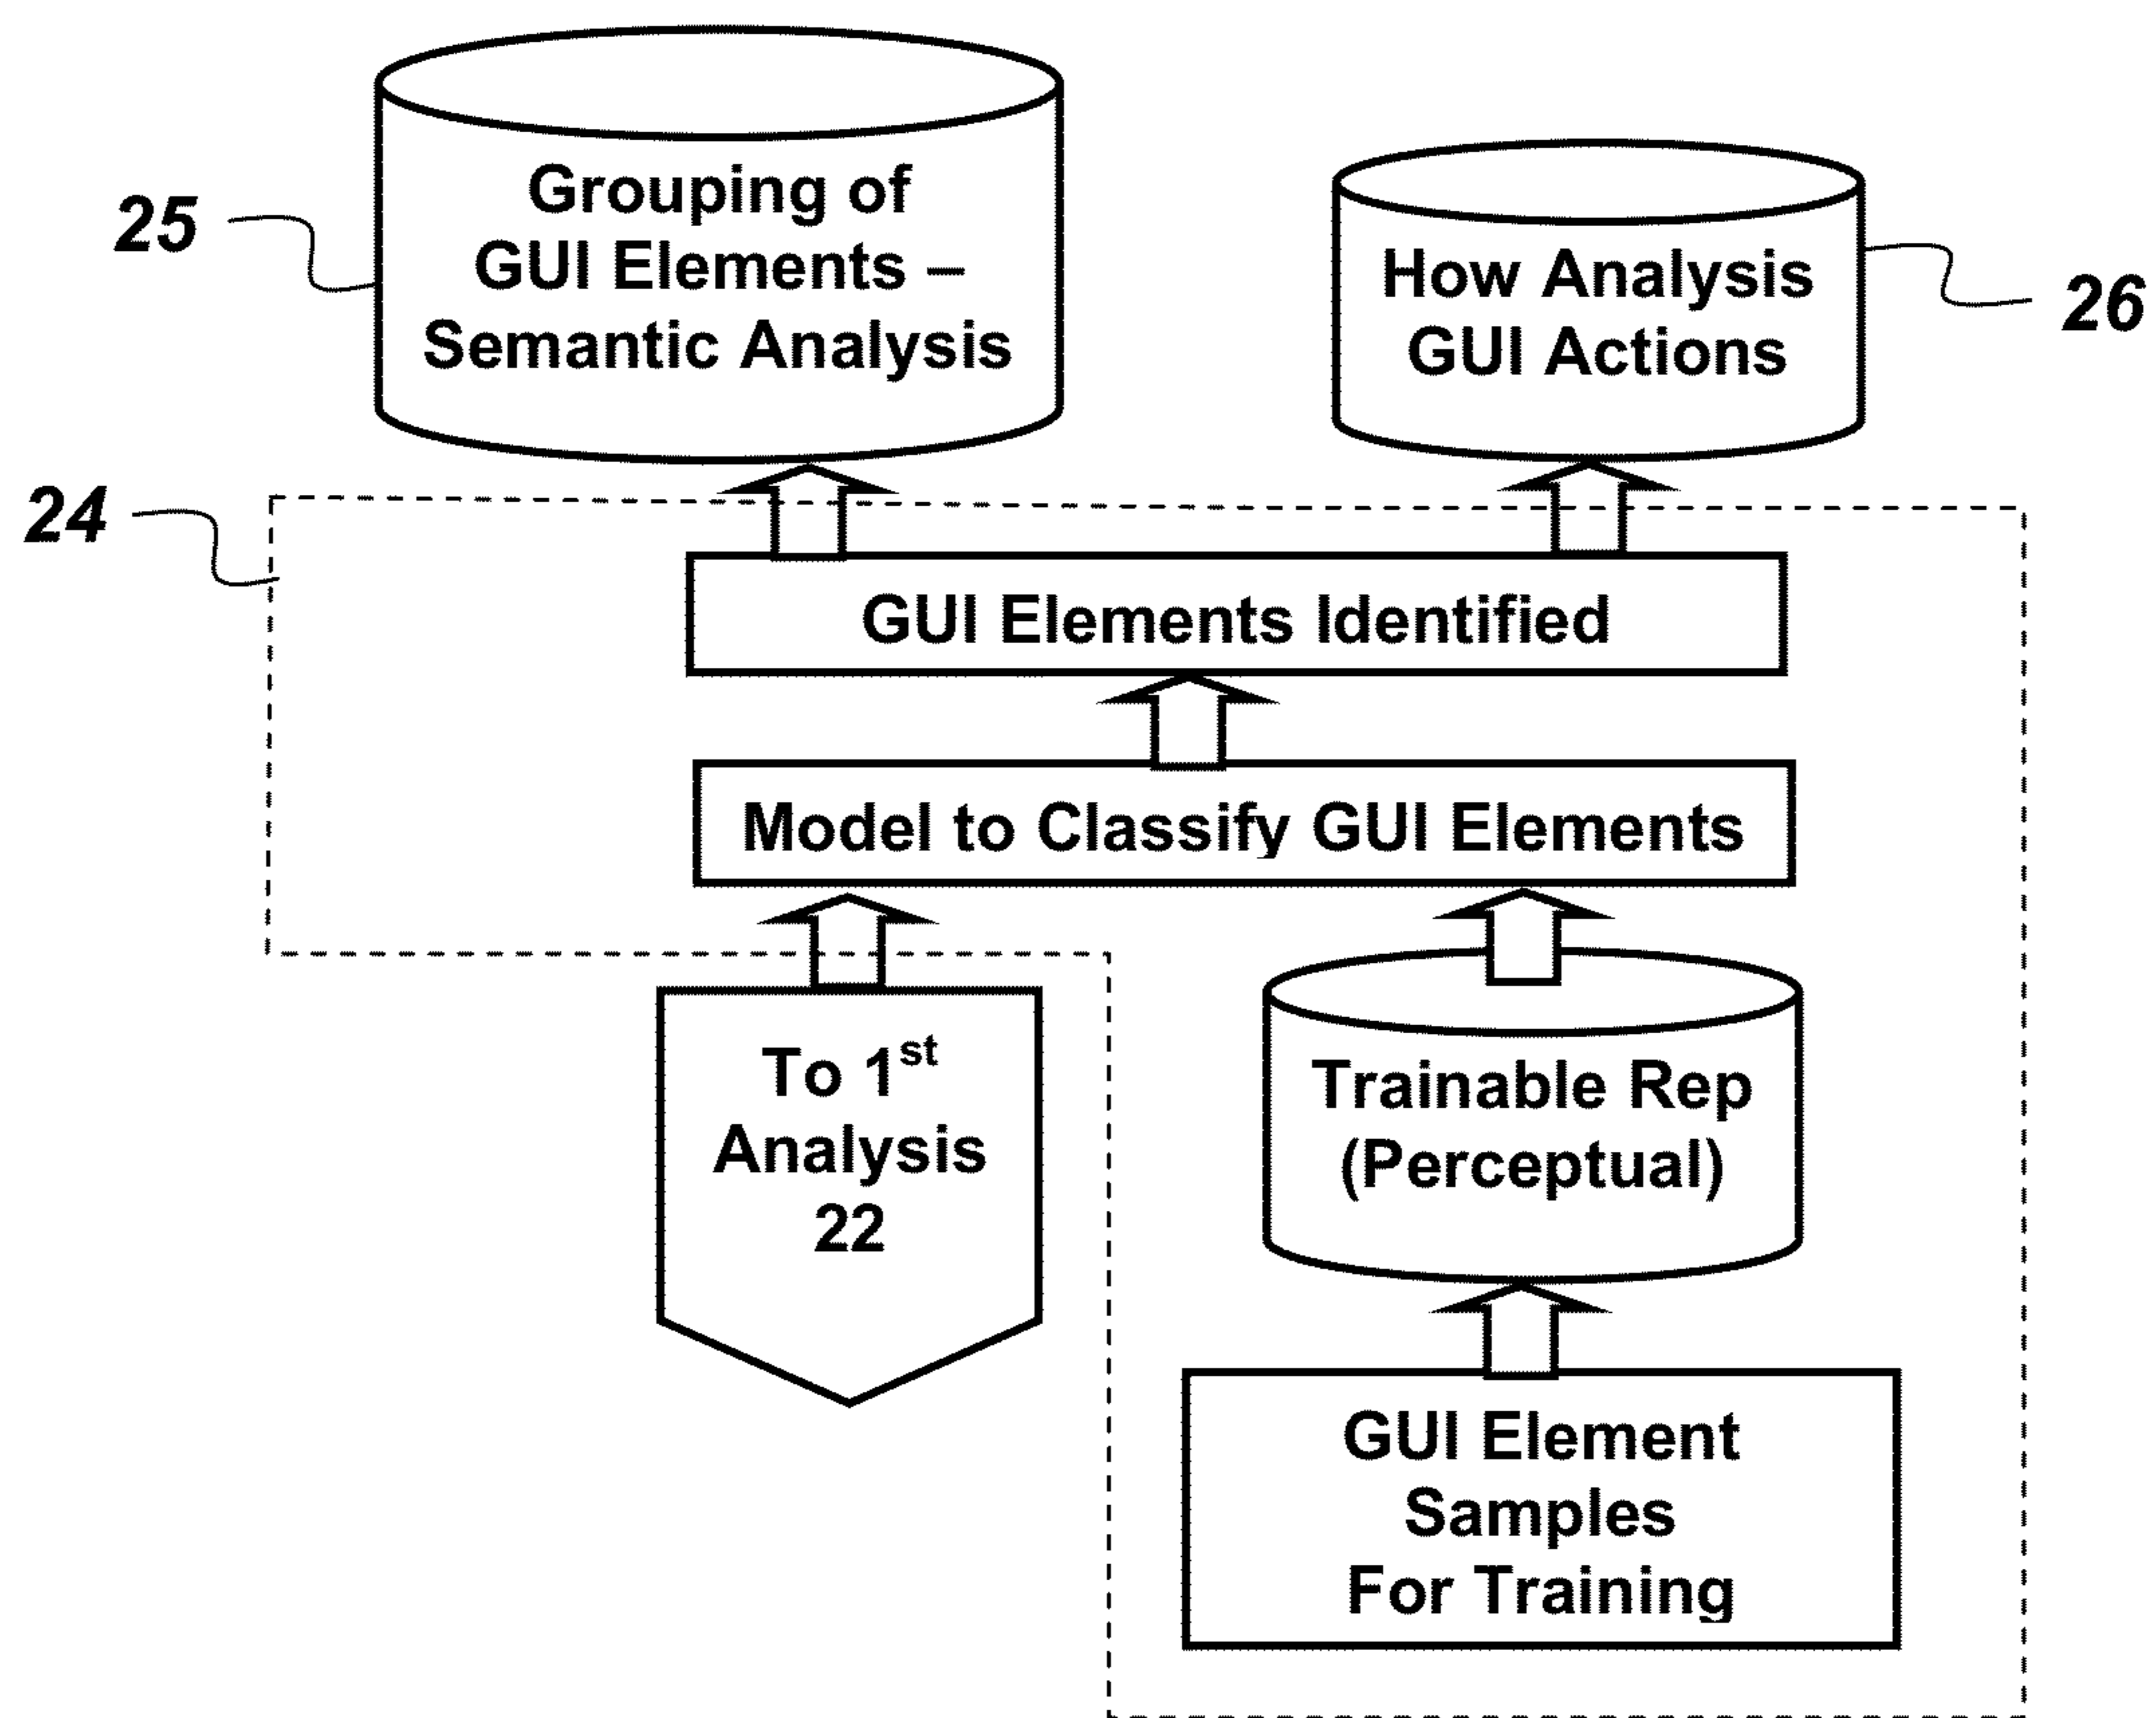 25
Grouping of
GUI Elements –
Semantic Analysis
How Analysis
GUI Actions
26
24
GUI Elements Identified
Model to Classify GUI Elements
To 1st
Analysis
22
Trainable Rep
(Perceptual)
GUI Element
Samples
For Training